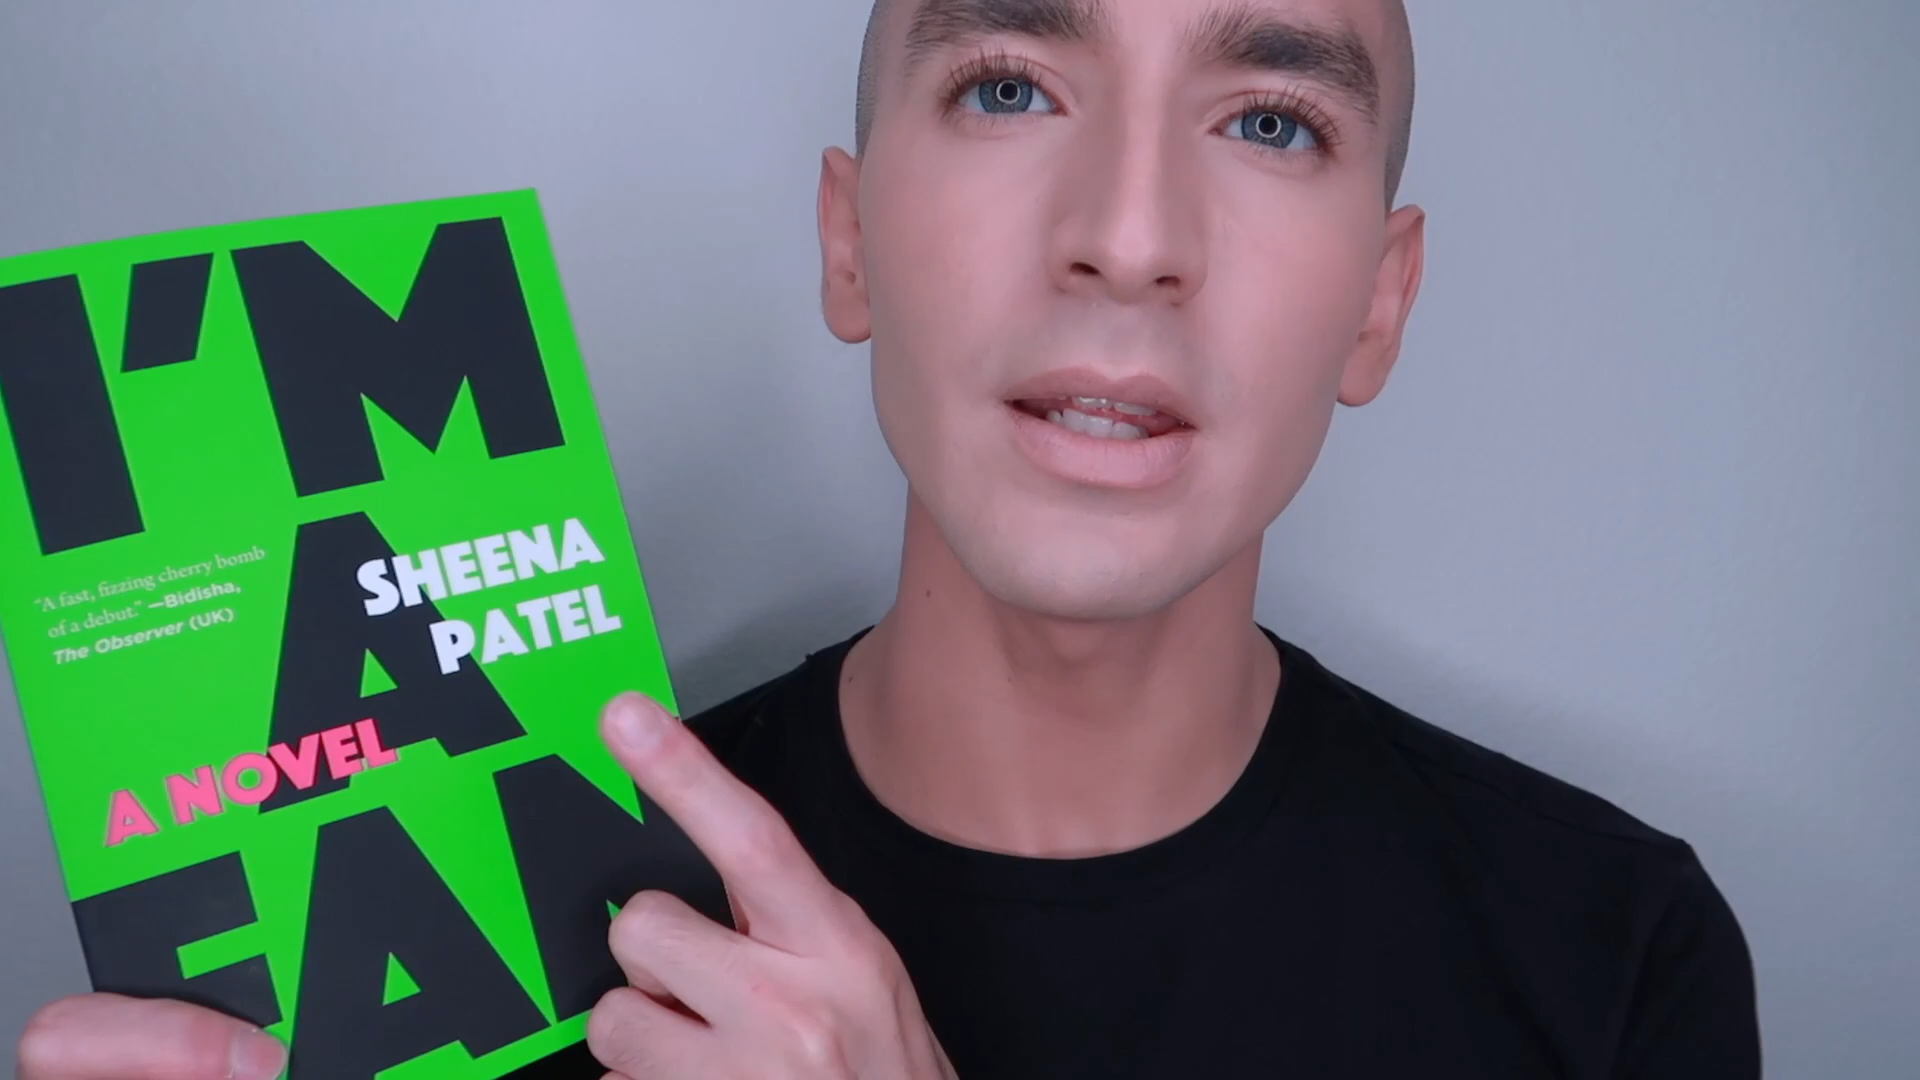 I'M
A
SHEENA
PATEL
"A fast, fizzing cherry bomb
of a debut." —Bidisha,
The Observer (UK)
A NOVEL
FAN